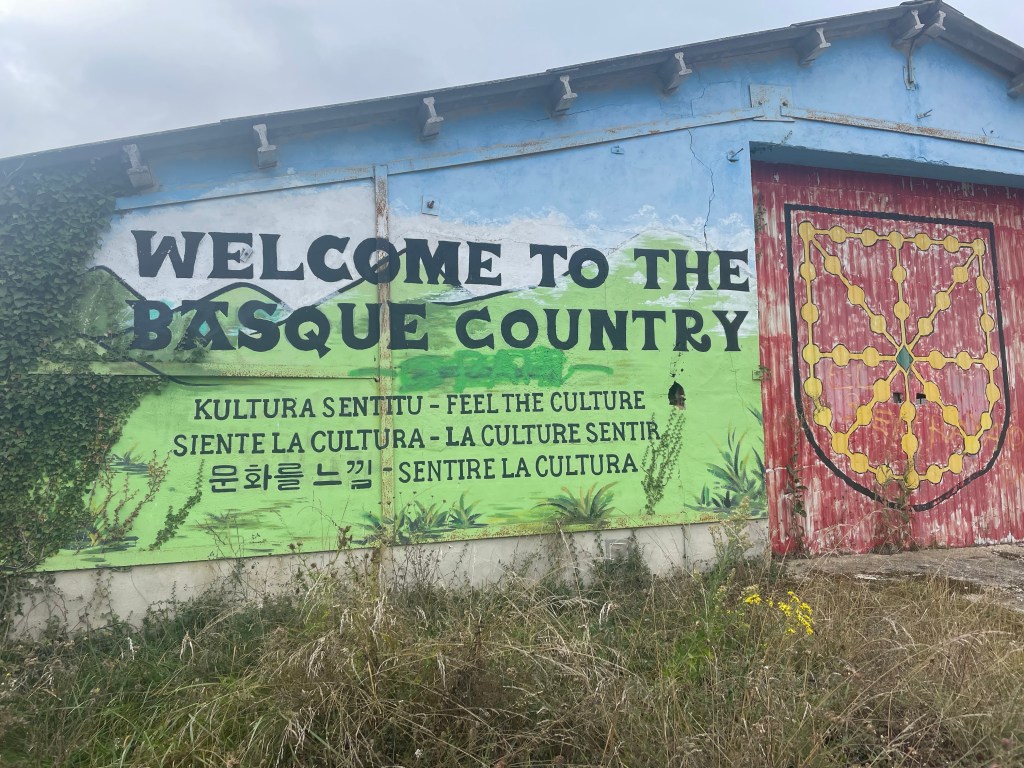 WELCOME TO THE
BASQUE COUNTRY
KULTURA SENTITU - FEEL THE CULTURE
SIENTE LA CULTURA - LA CULTURE SENTIR
문화를 느낌 - SENTIRE LA CULTURA